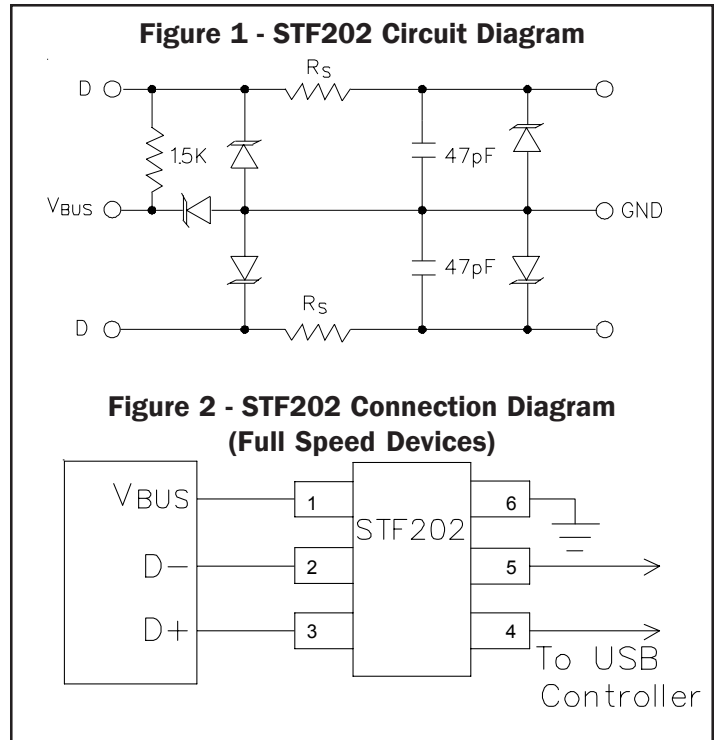 Figure 1 - STF202 Circuit Diagram
D
RS
1.5K
47pF
VBUS
GND
47pF
RS
D
Figure 2 - STF202 Connection Diagram
(Full Speed Devices)
VBUS
1
6
STF202
D-
2
5
D+
3
4
To USB
Controller